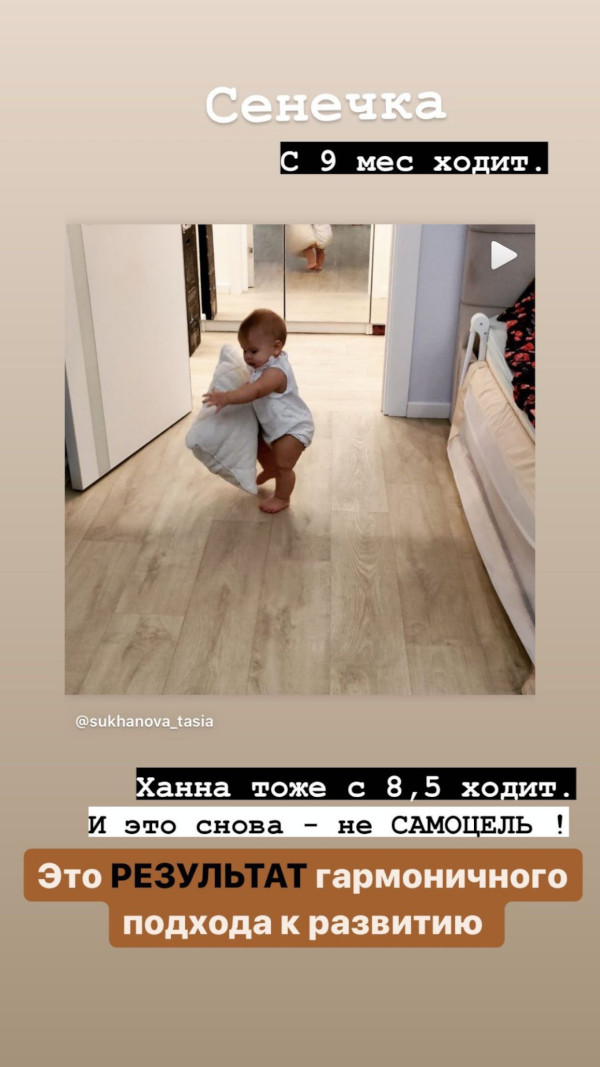 Сенечка
С 9 мес ходит.
@sukhanova_tasia
Ханна тоже с 8,5 ходит.
И это снова - не САМОЦЕЛЬ !
Это РЕЗУЛЬТАТ гармоничного
подхода к развитию